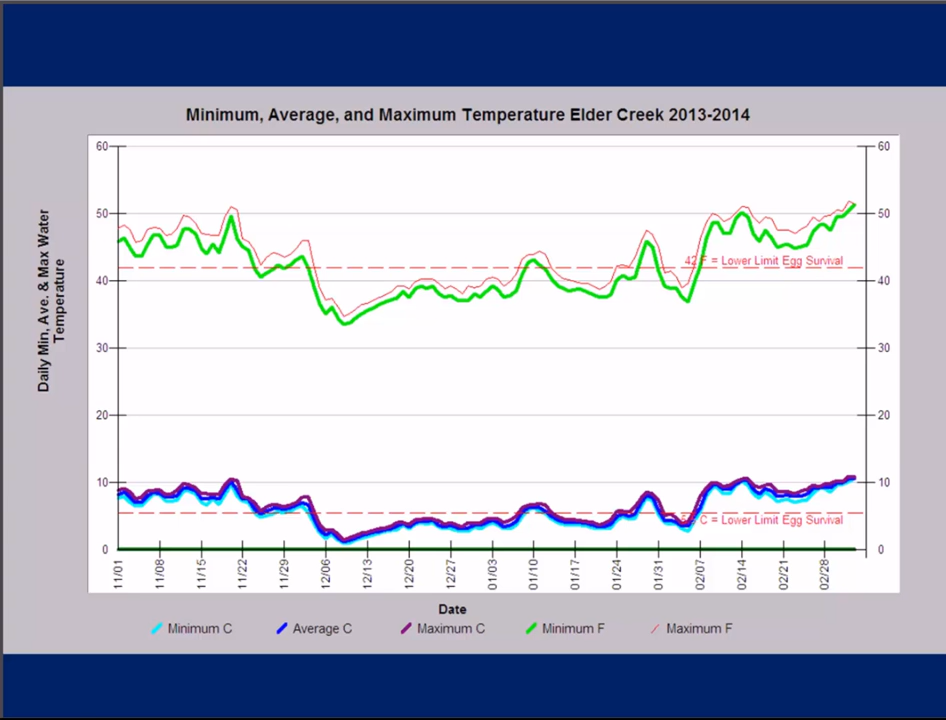 Minimum, Average, and Maximum Temperature Elder Creek 2013-2014
Daily Min, Ave. & Max Water
Temperature
60
50
40
30
20
10
0
60
50
40
30
20
10
0
42 F = Lower Limit Egg Survival
C = Lower Limit Egg Survival
11/01 11/08 11/15 11/22 11/29 12/06 12/13 12/20 12/27 01/03 01/10 01/17 01/24 01/31 02/07 02/14 02/21 02/28
Date
Minimum C Average C Maximum C Minimum F Maximum F